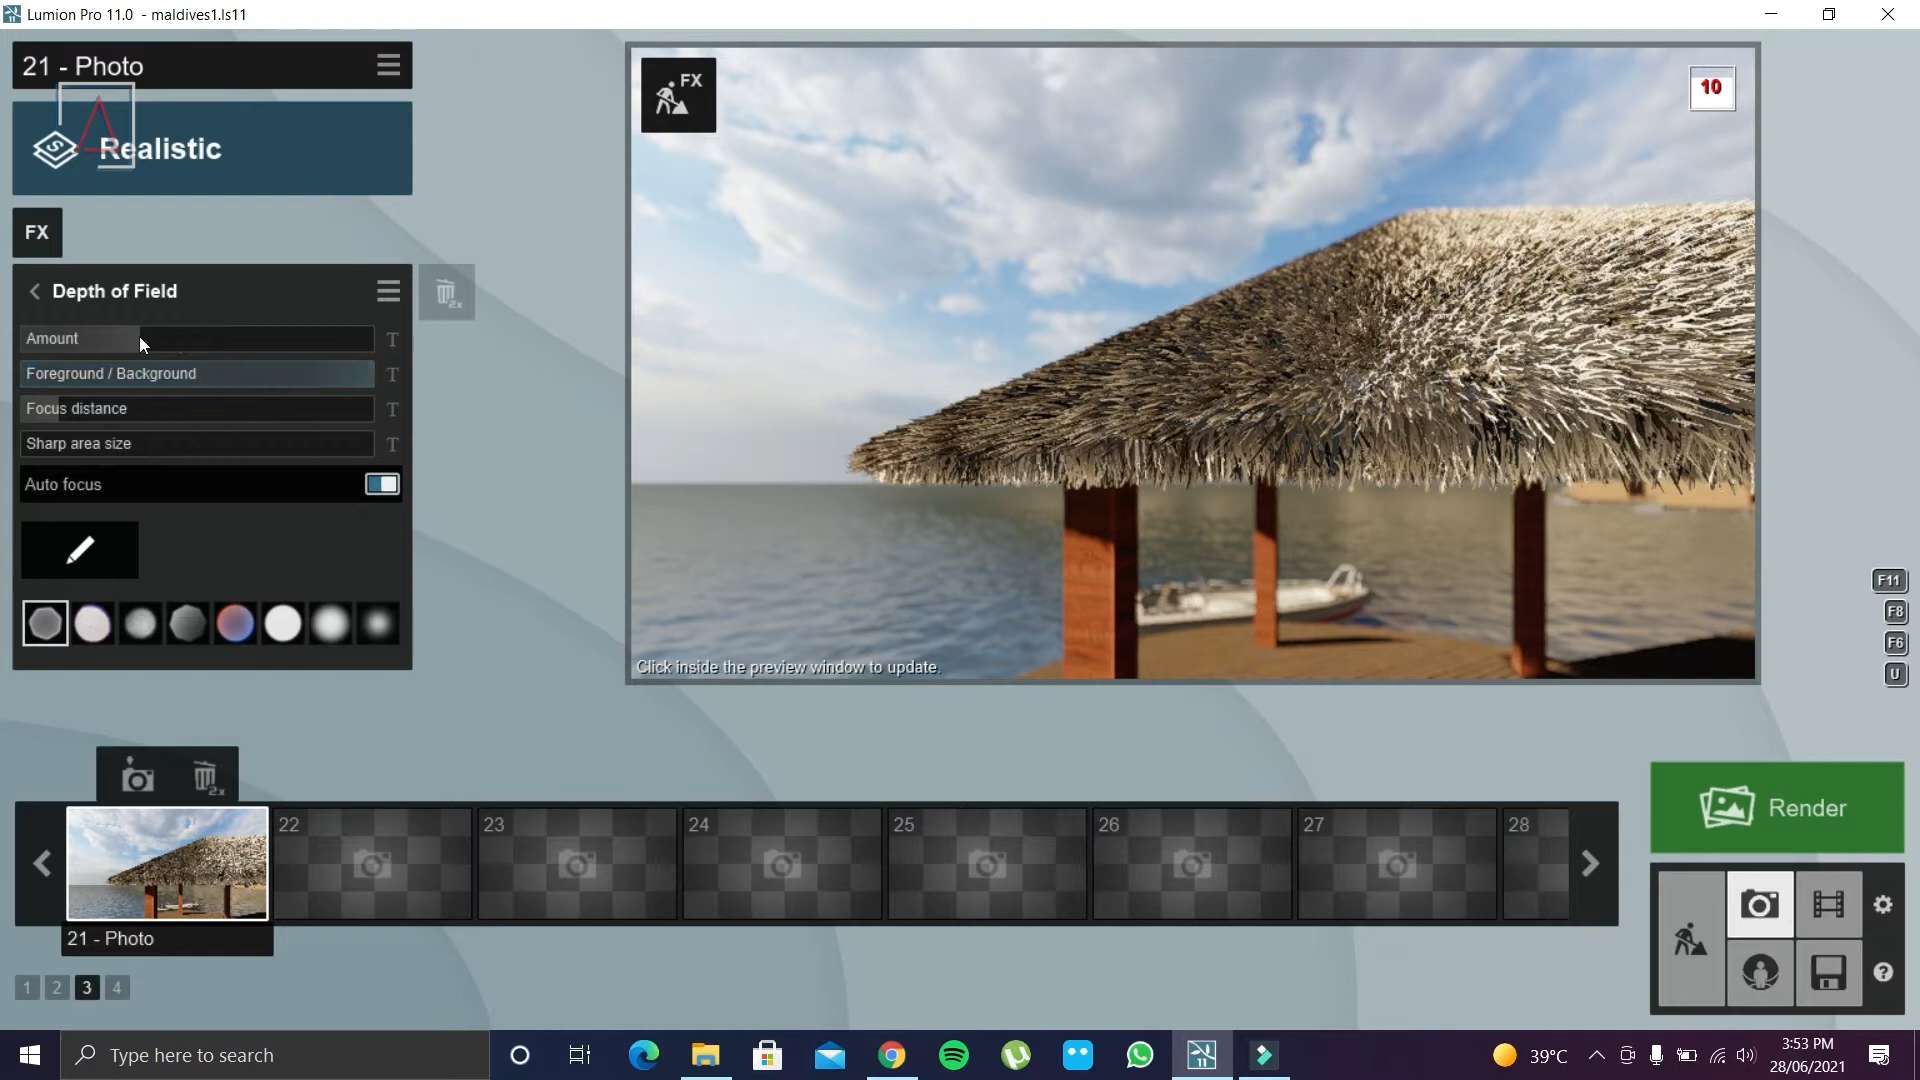 Lumion Pro 11.0 - maldives1.ls11
21 - Photo
Realistic
FX
Depth of Field
2x
Amount
T
Foreground / Background
T
Focus distance
T
Sharp area size
T
Auto focus
FX
10
Click inside the preview window to update.
F11
F8
F6
U
2x
22
23
24
25
26
27
28
21 - Photo
1 2 3 4
Render
Type here to search
11
39°C
3:53 PM
28/06/2021